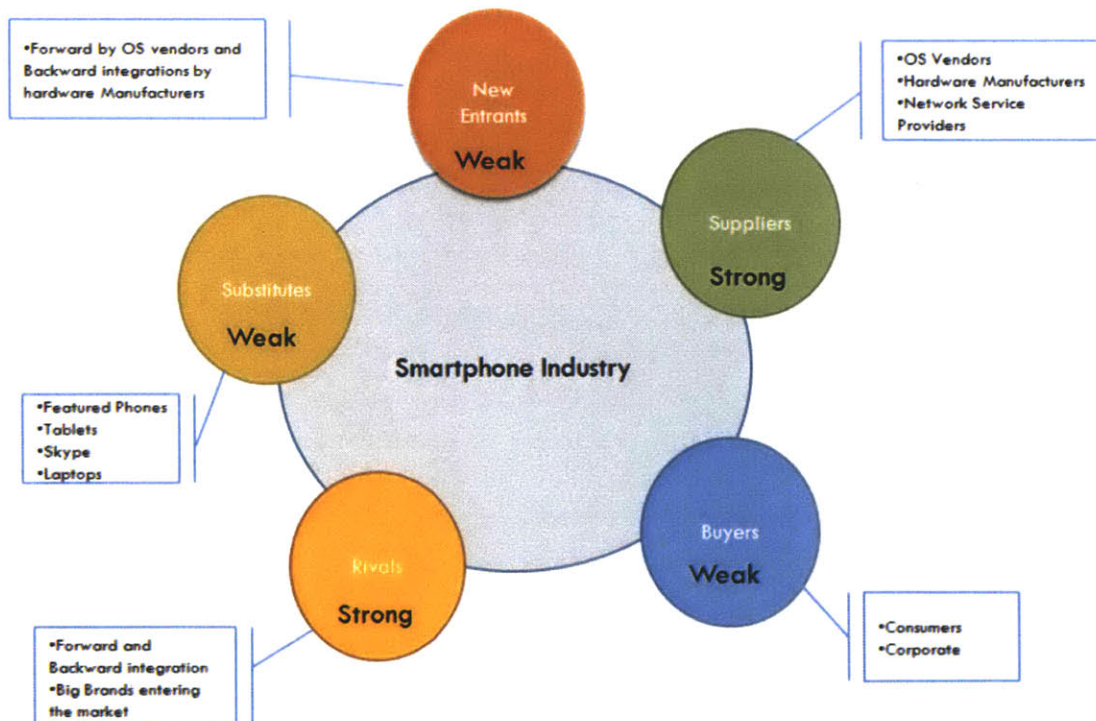 •Forward by OS vendors and
Backward integrations by
hardware Manufacturers
New
Entrants
Weak
•OS Vendors
•Hardware Manufacturers
•Network Service
Providers
Suppliers
Strong
Substitutes
Weak
Smartphone Industry
•Featured Phones
•Tablets
•Skype
•Laptops
Buyers
Weak
Rivals
Strong
•Consumers
•Corporate
•Forward and
Backward integration
•Big Brands entering
the market